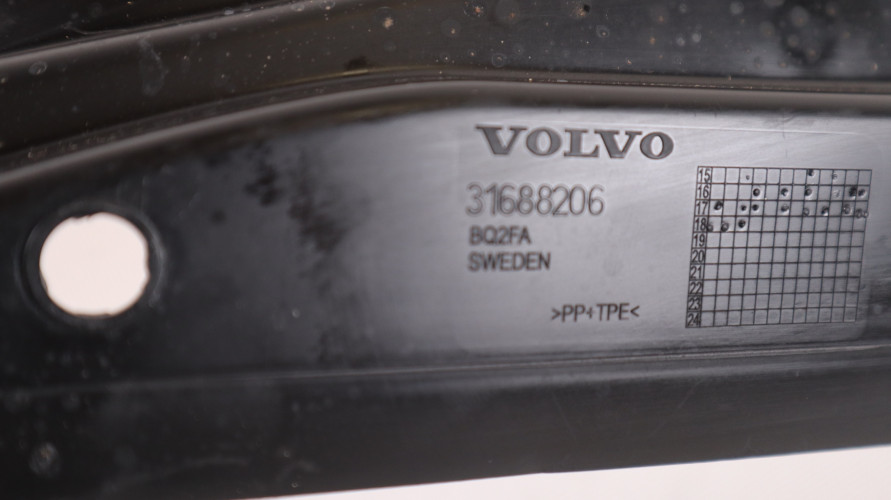 VOLVO
31688206
BQ2FA
SWEDEN
>PP+TPE<
15
16
17
18
19
20
21
22
23
24